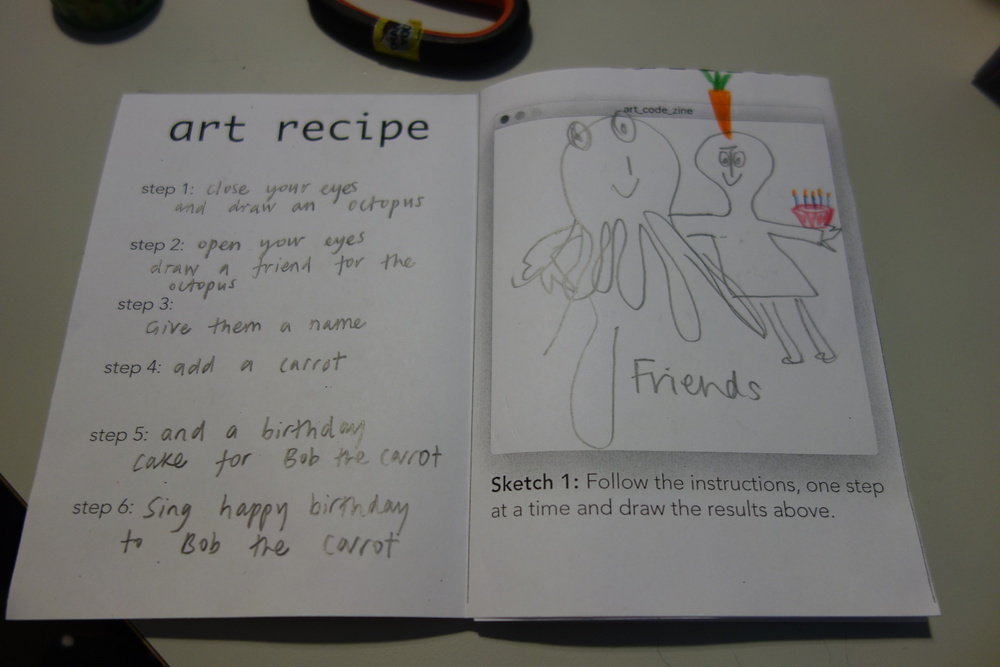 art recipe
step 1: close your eyes
and draw an octopus
step 2: open your eyes
draw a friend for the
octopus
step 3:
Give them a name
step 4: add a carrot
step 5: and a birthday
cake for Bob the carrot
step 6: Sing happy birthday
to Bob the carrot
art_code_zine
Friends
Sketch 1: Follow the instructions, one step
at a time and draw the results above.